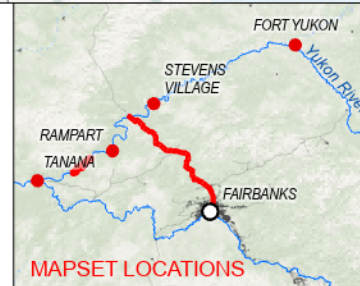 FORT YUKON
Yukon River
STEVENS
VILLAGE
RAMPART
TANANA
FAIRBANKS
MAPSET LOCATIONS